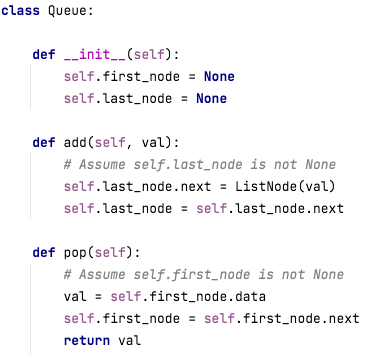 class Queue:
def __init__(self):
self.first_node = None
self.last_node = None
def add(self, val):
# Assume self.last_node is not None
self.last_node.next = ListNode(val)
self.last_node = self.last_node.next
def pop(self):
# Assume self.first_node is not None
val = self.first_node.data
self.first_node = self.first_node.next
return val